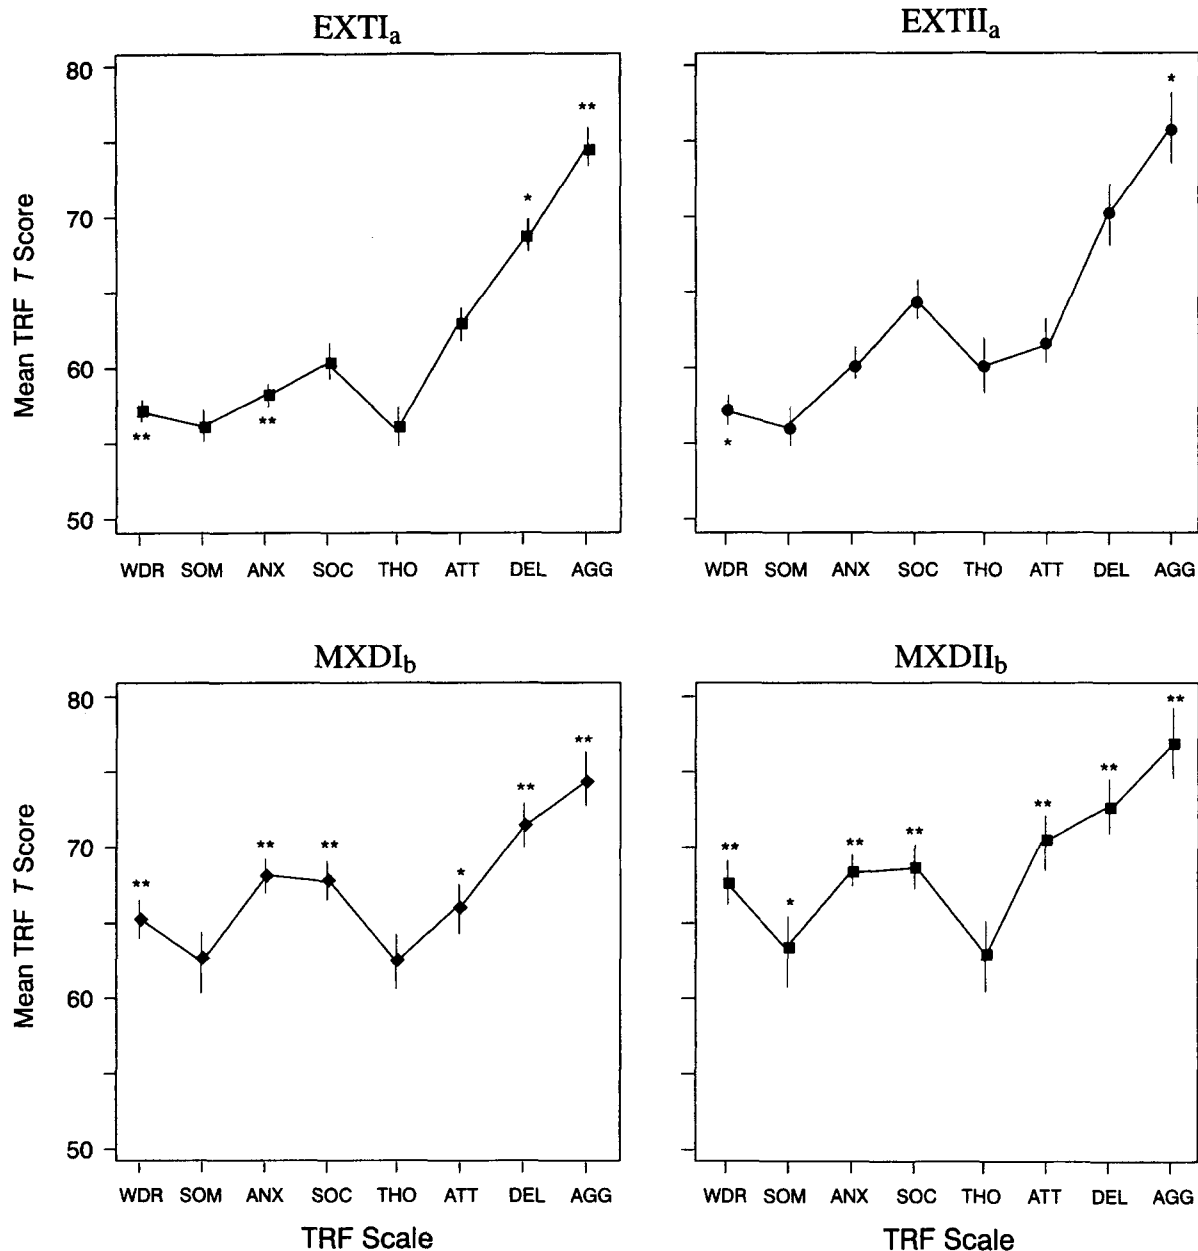 EXTIa
EXTIIa
80
**
*
70
*
60
**
**
*
50
Mean TRF T Score
WDR SOM ANX SOC THO ATT DEL AGG
WDR SOM ANX SOC THO ATT DEL AGG
MXDIb
MXDIIb
80
** ** ** * ** **
** * ** ** ** ** **
70
60
50
Mean TRF T Score
WDR SOM ANX SOC THO ATT DEL AGG
WDR SOM ANX SOC THO ATT DEL AGG
TRF Scale
TRF Scale